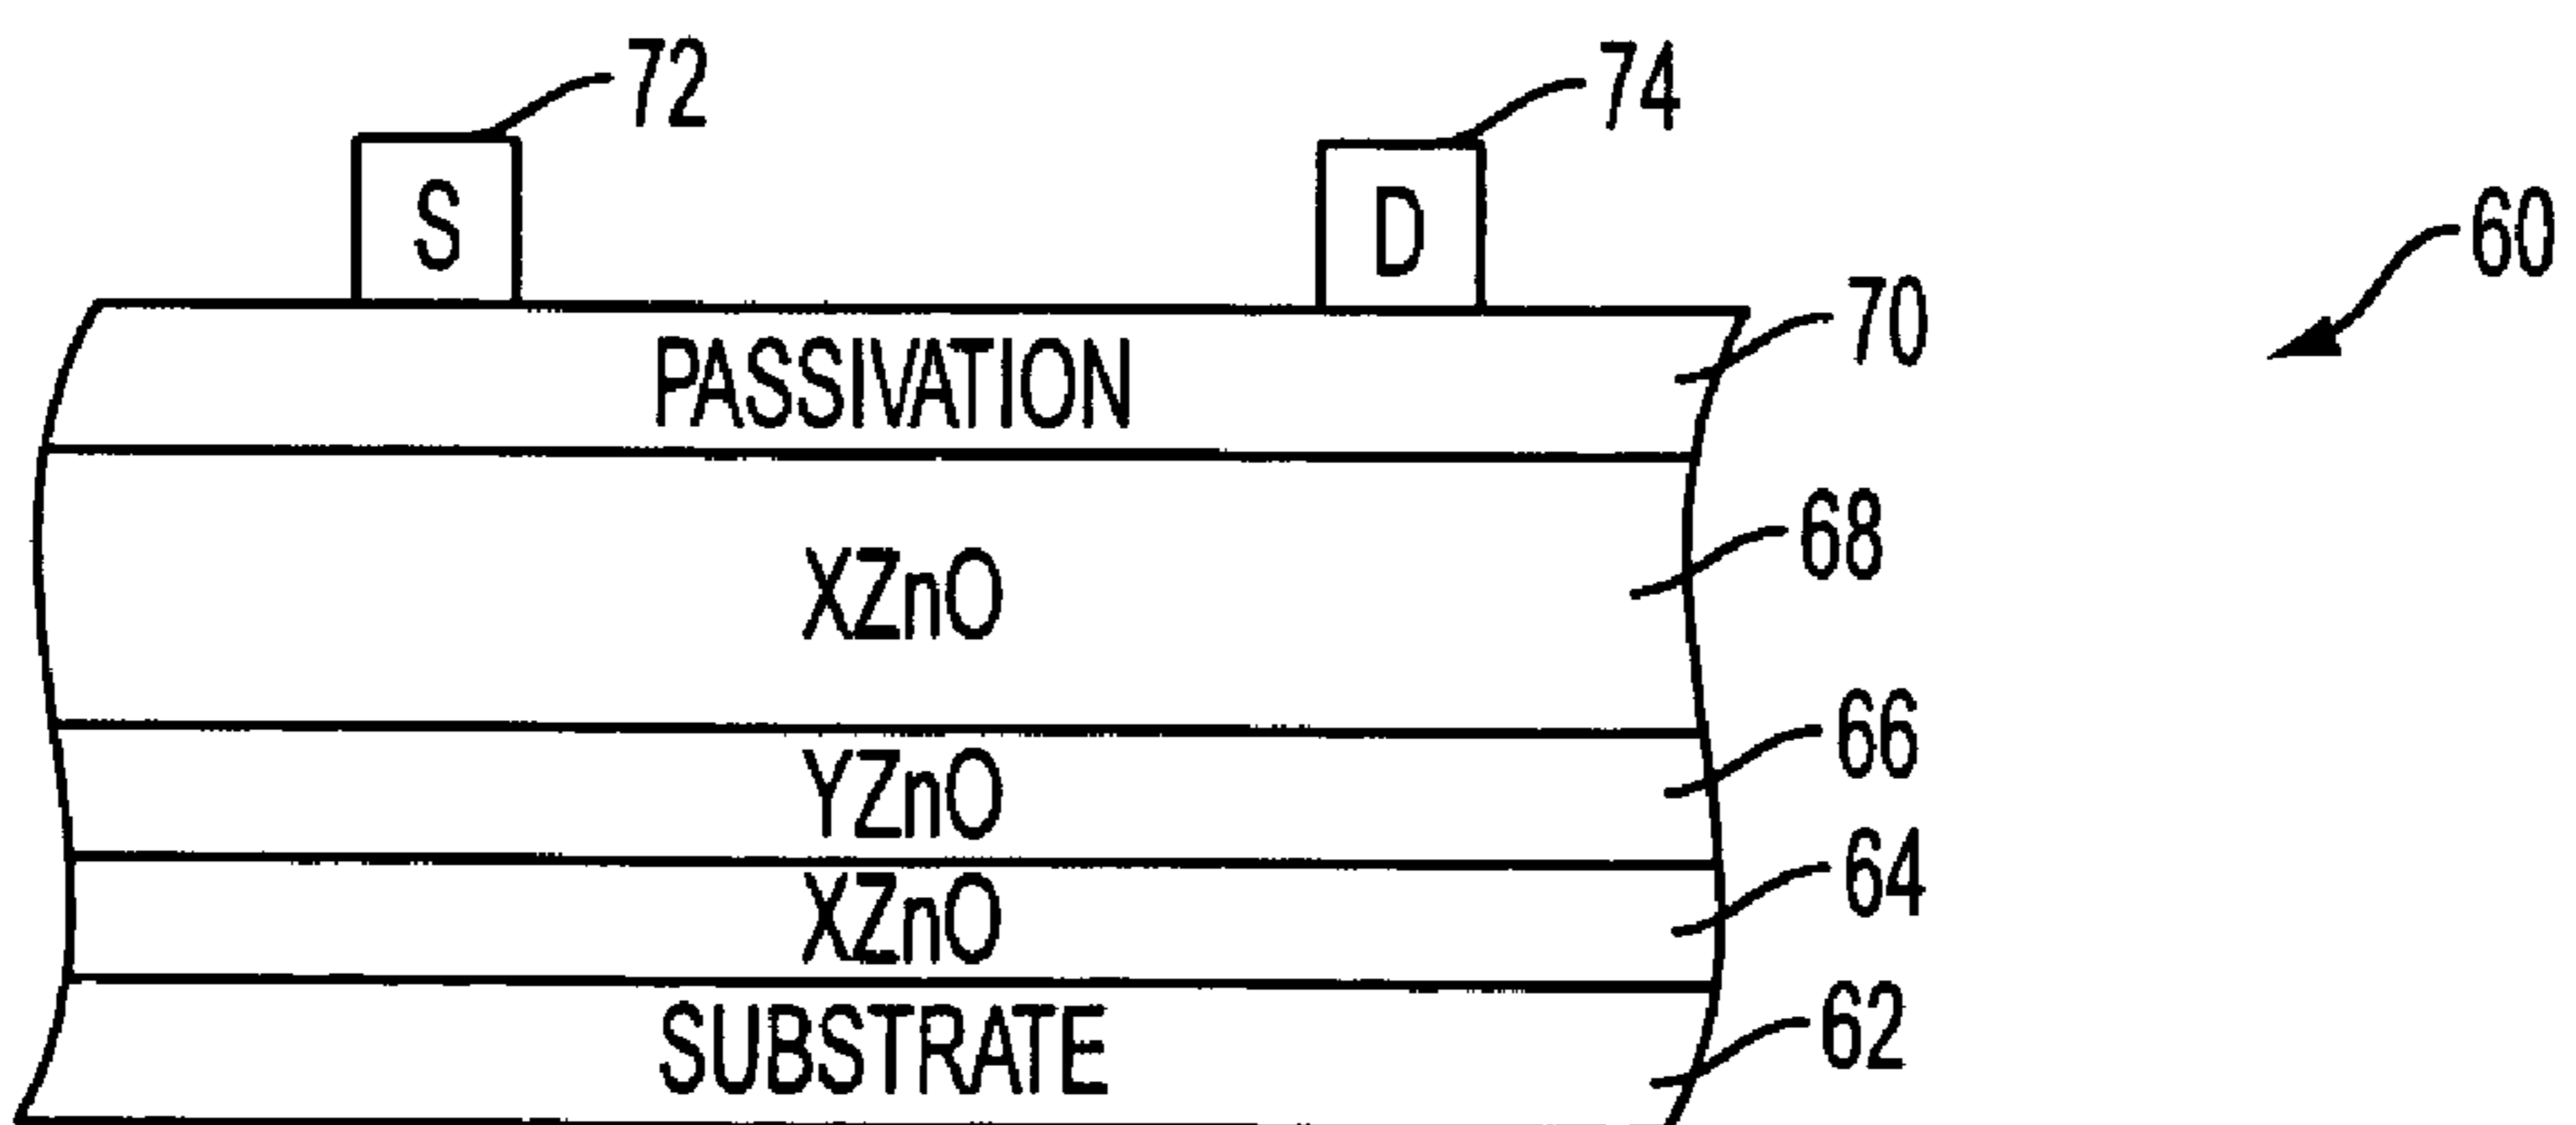 72
74
S
D
60
70
PASSIVATION
68
XZnO
66
YZnO
64
XZnO
62
SUBSTRATE